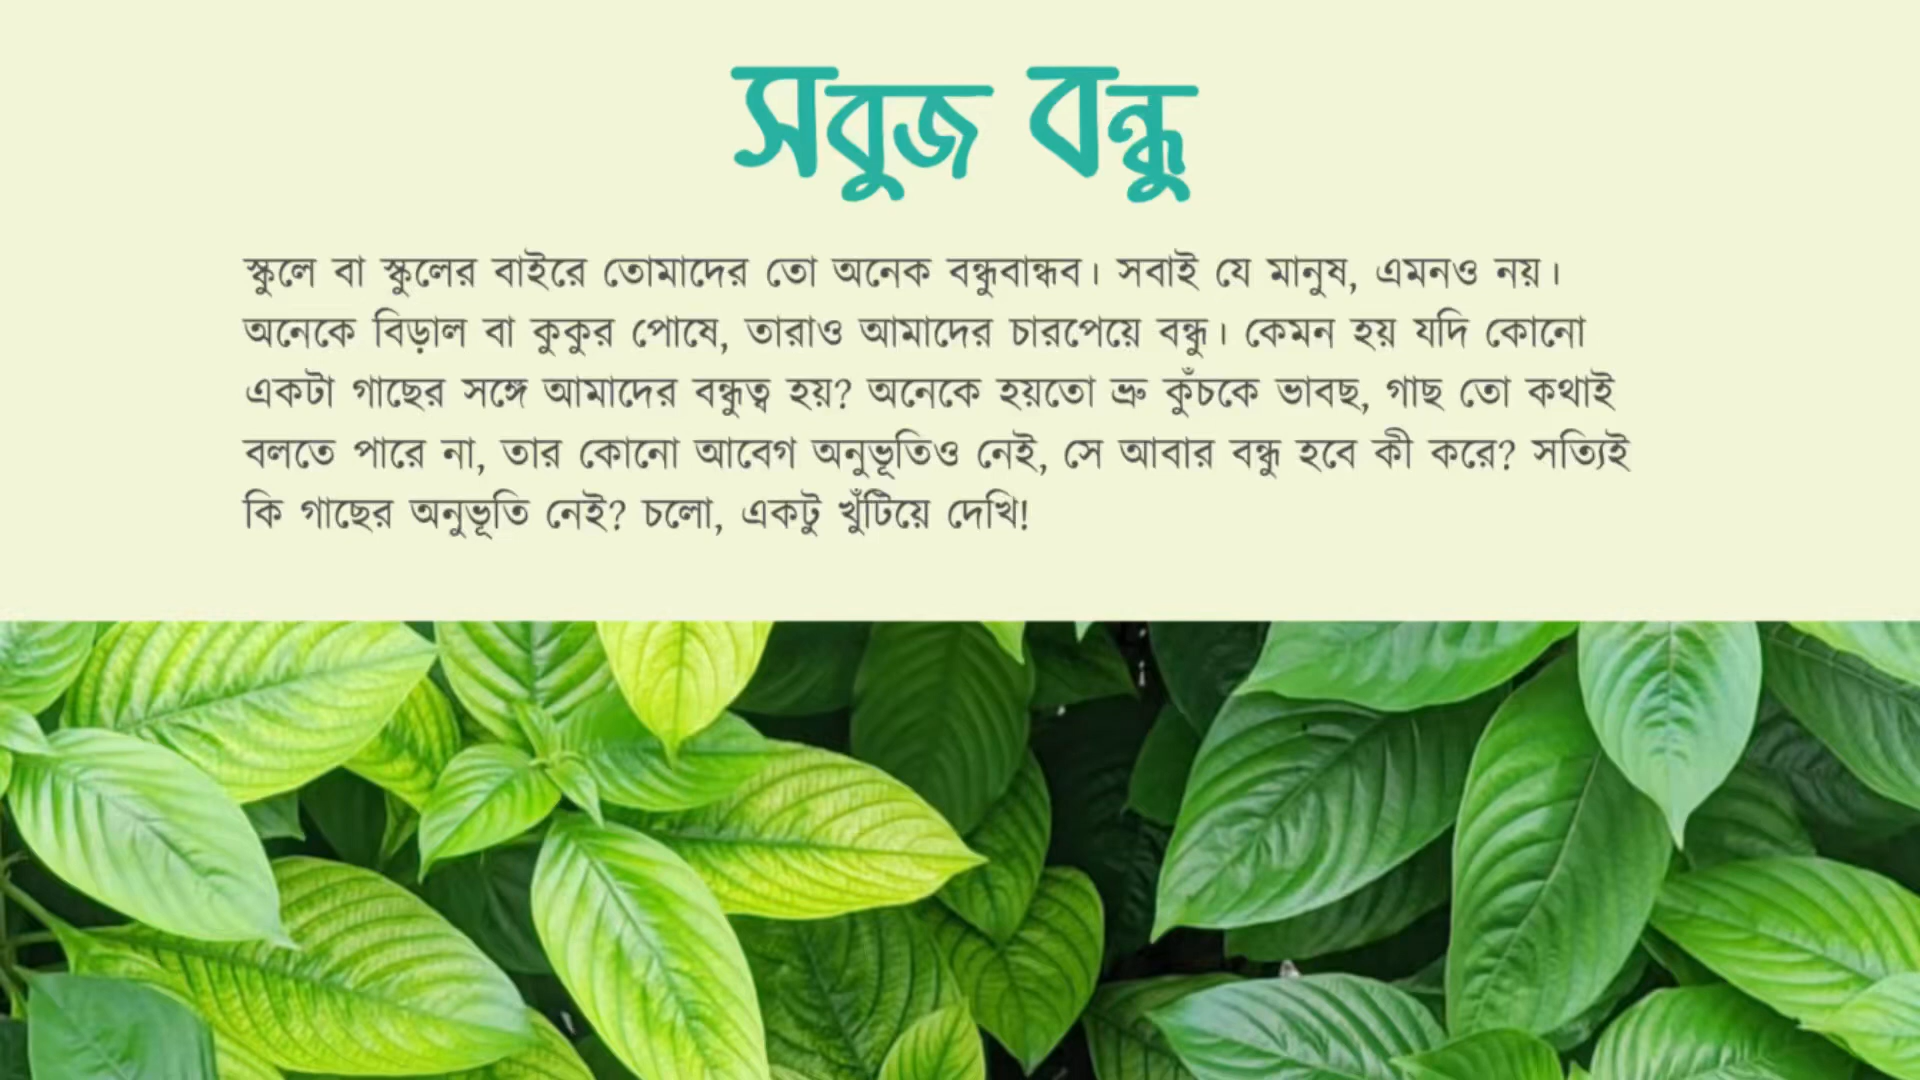 সবুজ বন্ধু
স্কুলে বা স্কুলের বাইরে তোমাদের তো অনেক বন্ধুবান্ধব। সবাই যে মানুষ, এমনও নয়।
অনেকে বিড়াল বা কুকুর পোষে, তারাও আমাদের চারপেয়ে বন্ধু। কেমন হয় যদি কোনো
একটা গাছের সঙ্গে আমাদের বন্ধুত্ব হয়? অনেকে হয়তো ভ্রু কুঁচকে ভাবছ, গাছ তো কথাই
বলতে পারে না, তার কোনো আবেগ অনুভূতিও নেই, সে আবার বন্ধু হবে কী করে? সত্যিই
কি গাছের অনুভূতি নেই? চলো, একটু খুঁটিয়ে দেখি!